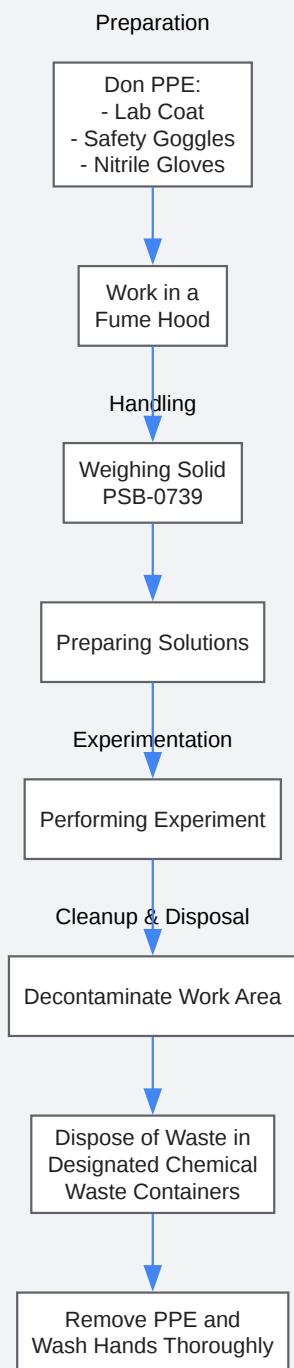 Preparation
Don PPE:
- Lab Coat
- Safety Goggles
- Nitrile Gloves
Work in a
Fume Hood
Handling
Weighing Solid
PSB-0739
Preparing Solutions
Experimentation
Performing Experiment
Cleanup & Disposal
Decontaminate Work Area
Dispose of Waste in
Designated Chemical
Waste Containers
Remove PPE and
Wash Hands Thoroughly